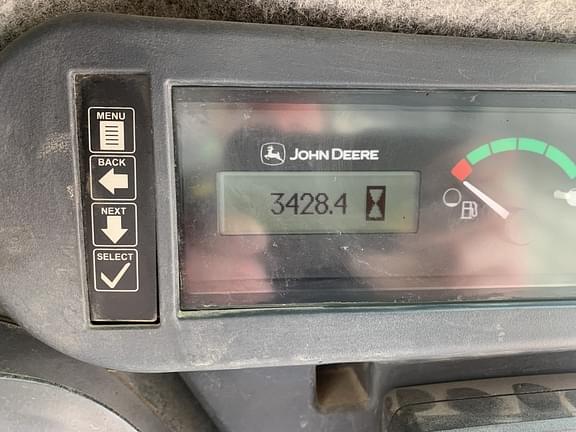 MENU
BACK
NEXT
SELECT
JOHN DEERE
3428.4